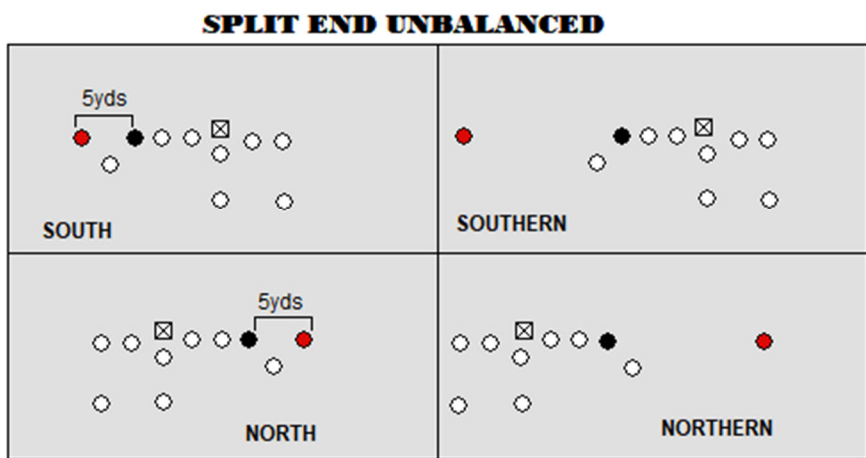 SPLIT END UNBALANCED
5yds
SOUTH
SOUTHERN
5yds
NORTH
NORTHERN